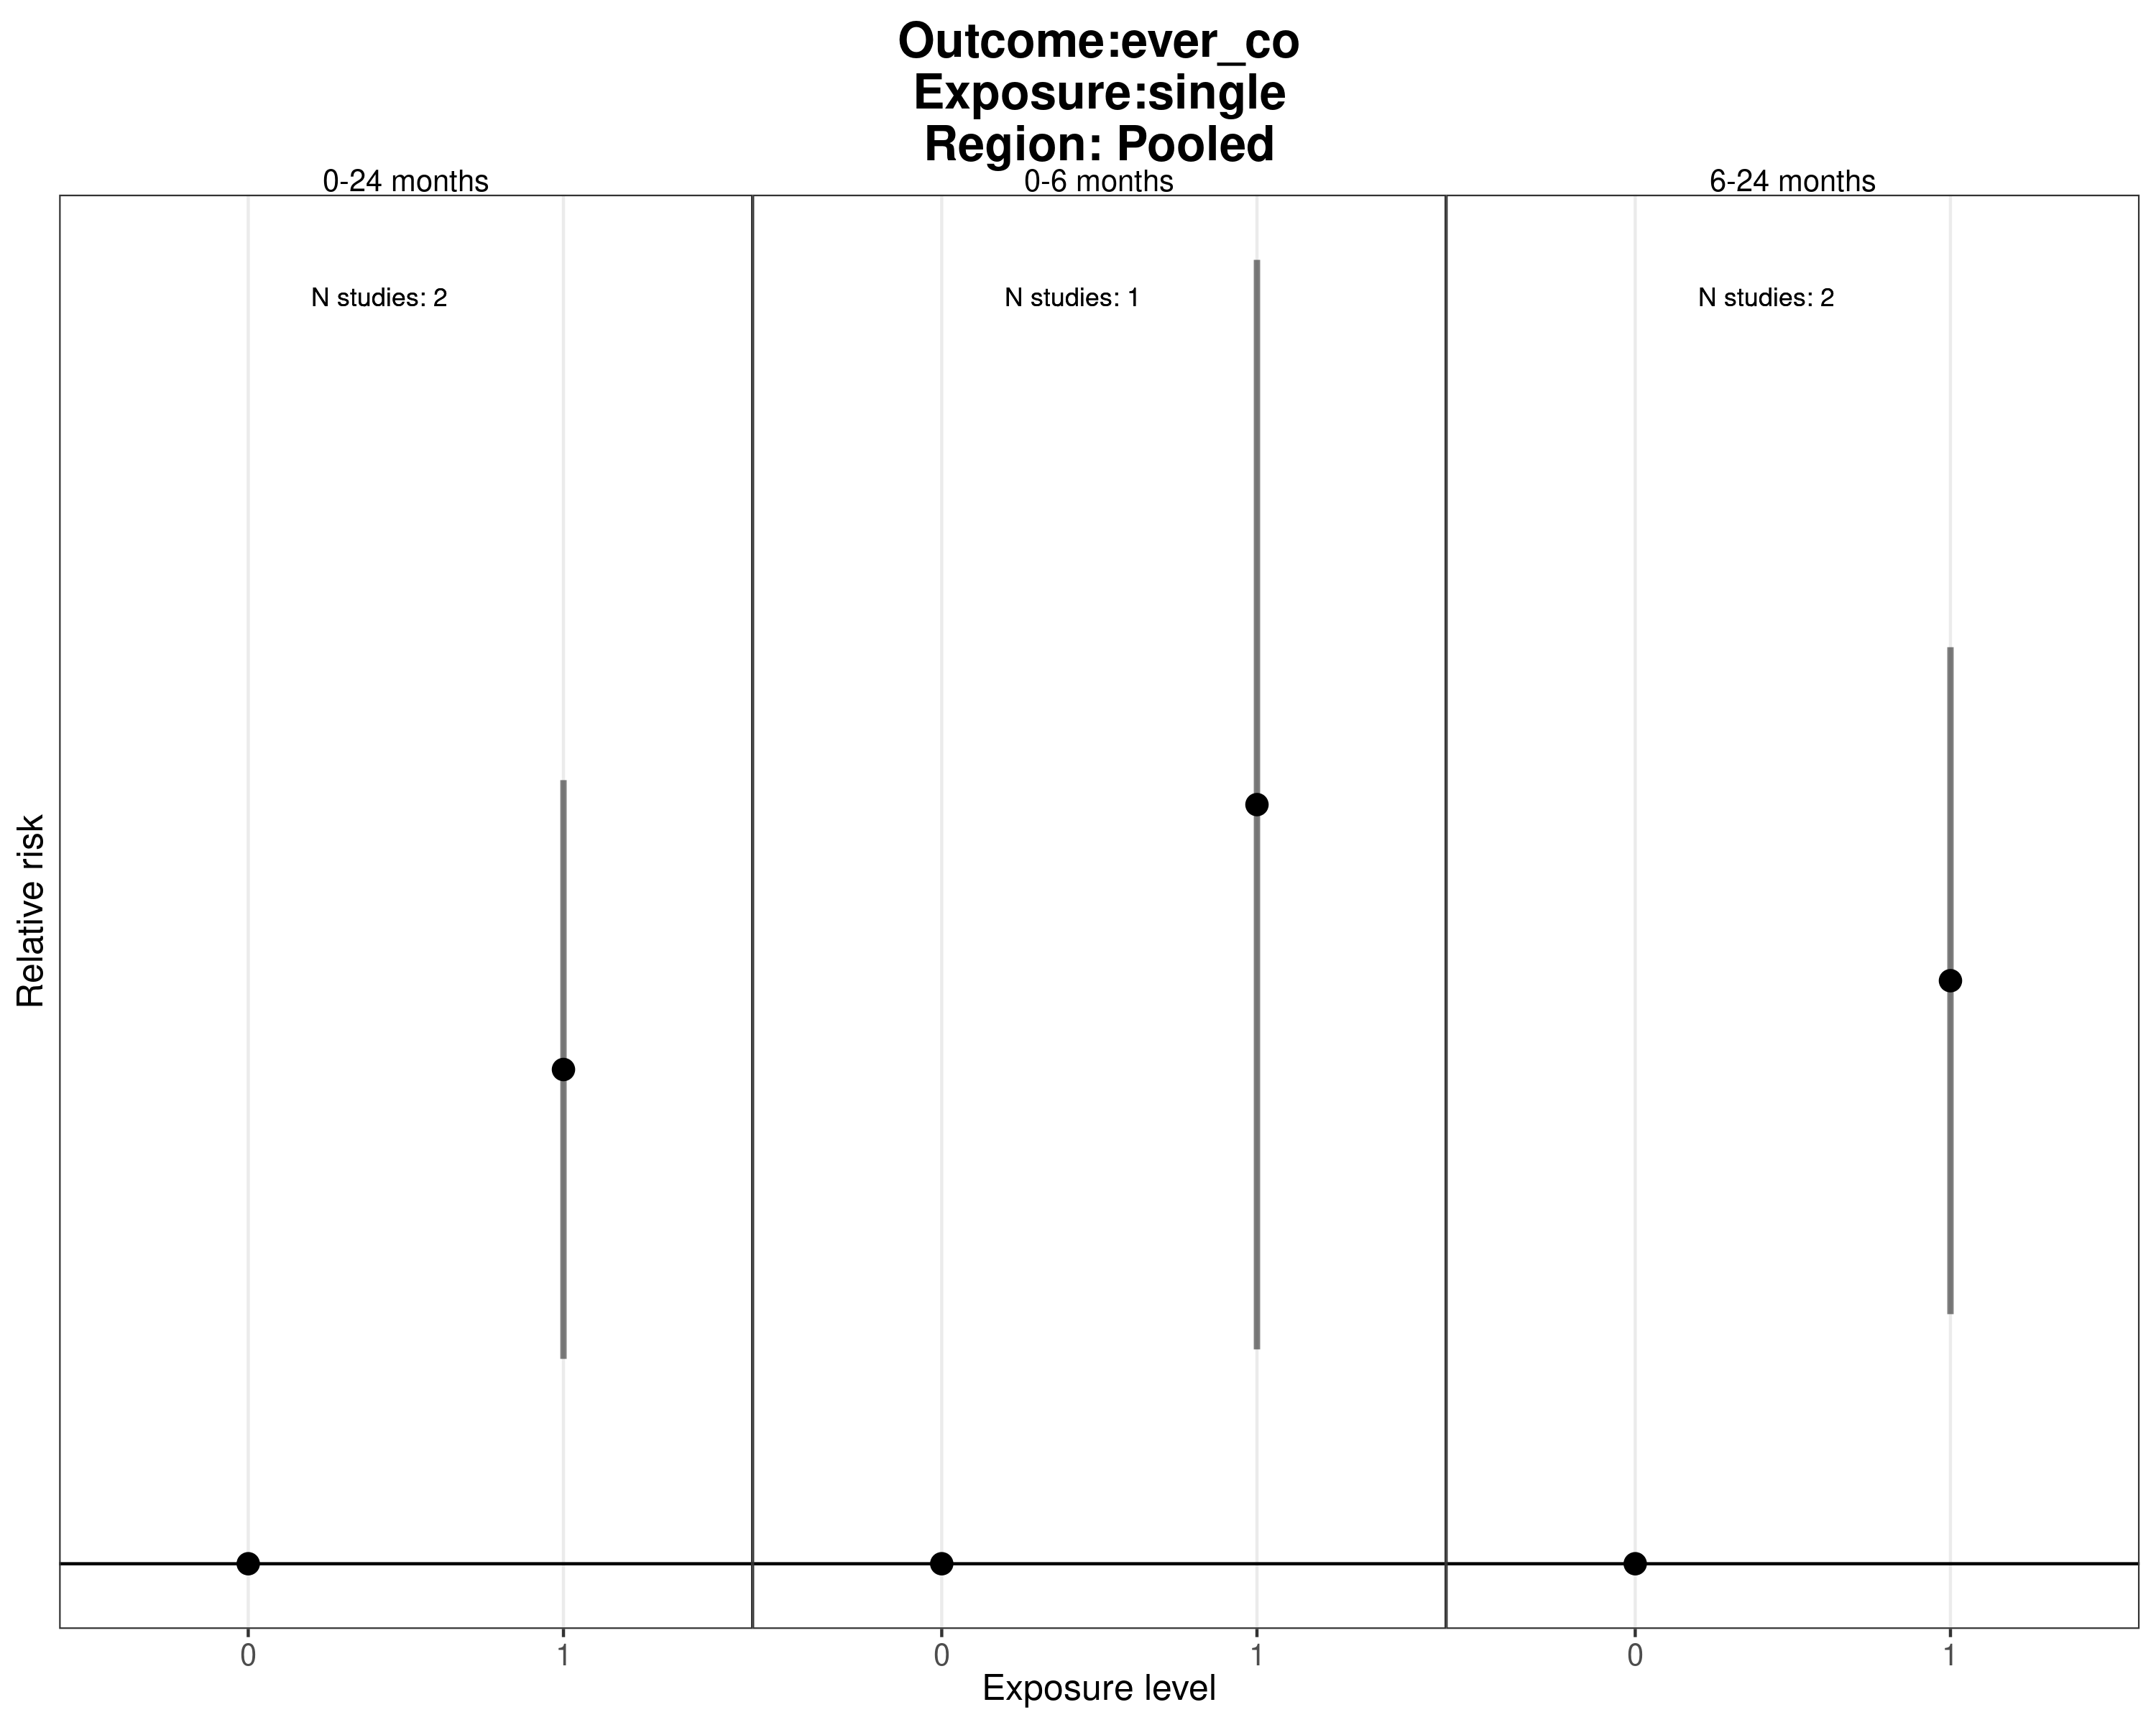 Outcome:ever_co
Exposure:single
Region: Pooled
0-24 months
0-6 months
6-24 months
N studies: 2
N studies: 1
N studies: 2
Relative risk
0
1
0
1
0
1
Exposure level